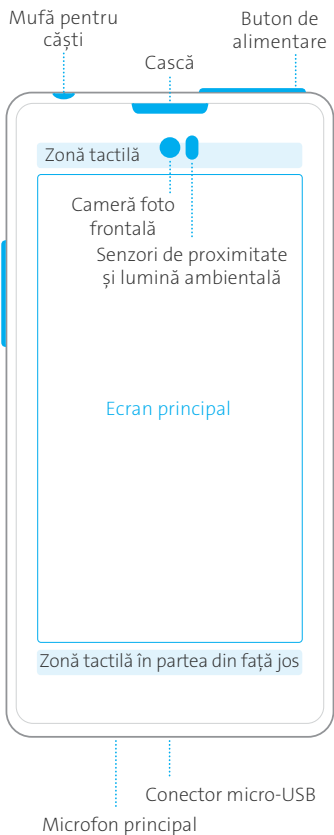 Mufă pentru
căști
Buton de
alimentare
Cască
Zonă tactilă
Cameră foto
frontală
Senzori de proximitate
și lumină ambientală
Ecran principal
Zonă tactilă în partea din față jos
Conector micro-USB
Microfon principal